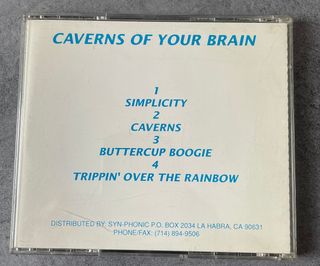 CAVERNS OF YOUR BRAIN
1
SIMPLICITY
2
CAVERNS
3
BUTTERCUP BOOGIE
4
TRIPPIN' OVER THE RAINBOW
DISTRIBUTED BY: SYN-PHONIC P.O. BOX 2034 LA HABRA, CA 90631
PHONE/FAX: (714) 894-9506